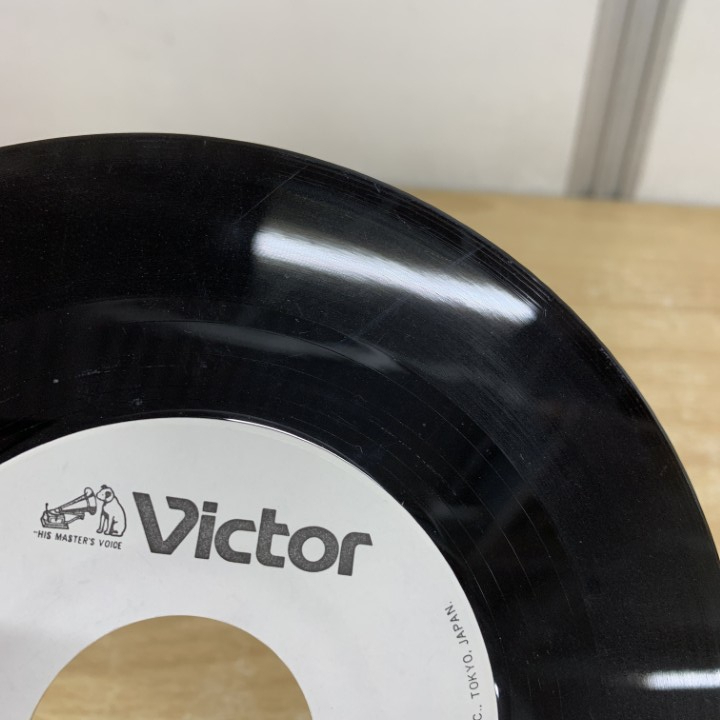 "HIS MASTER'S VOICE"
Victor
C., TOKYO, JAPAN.